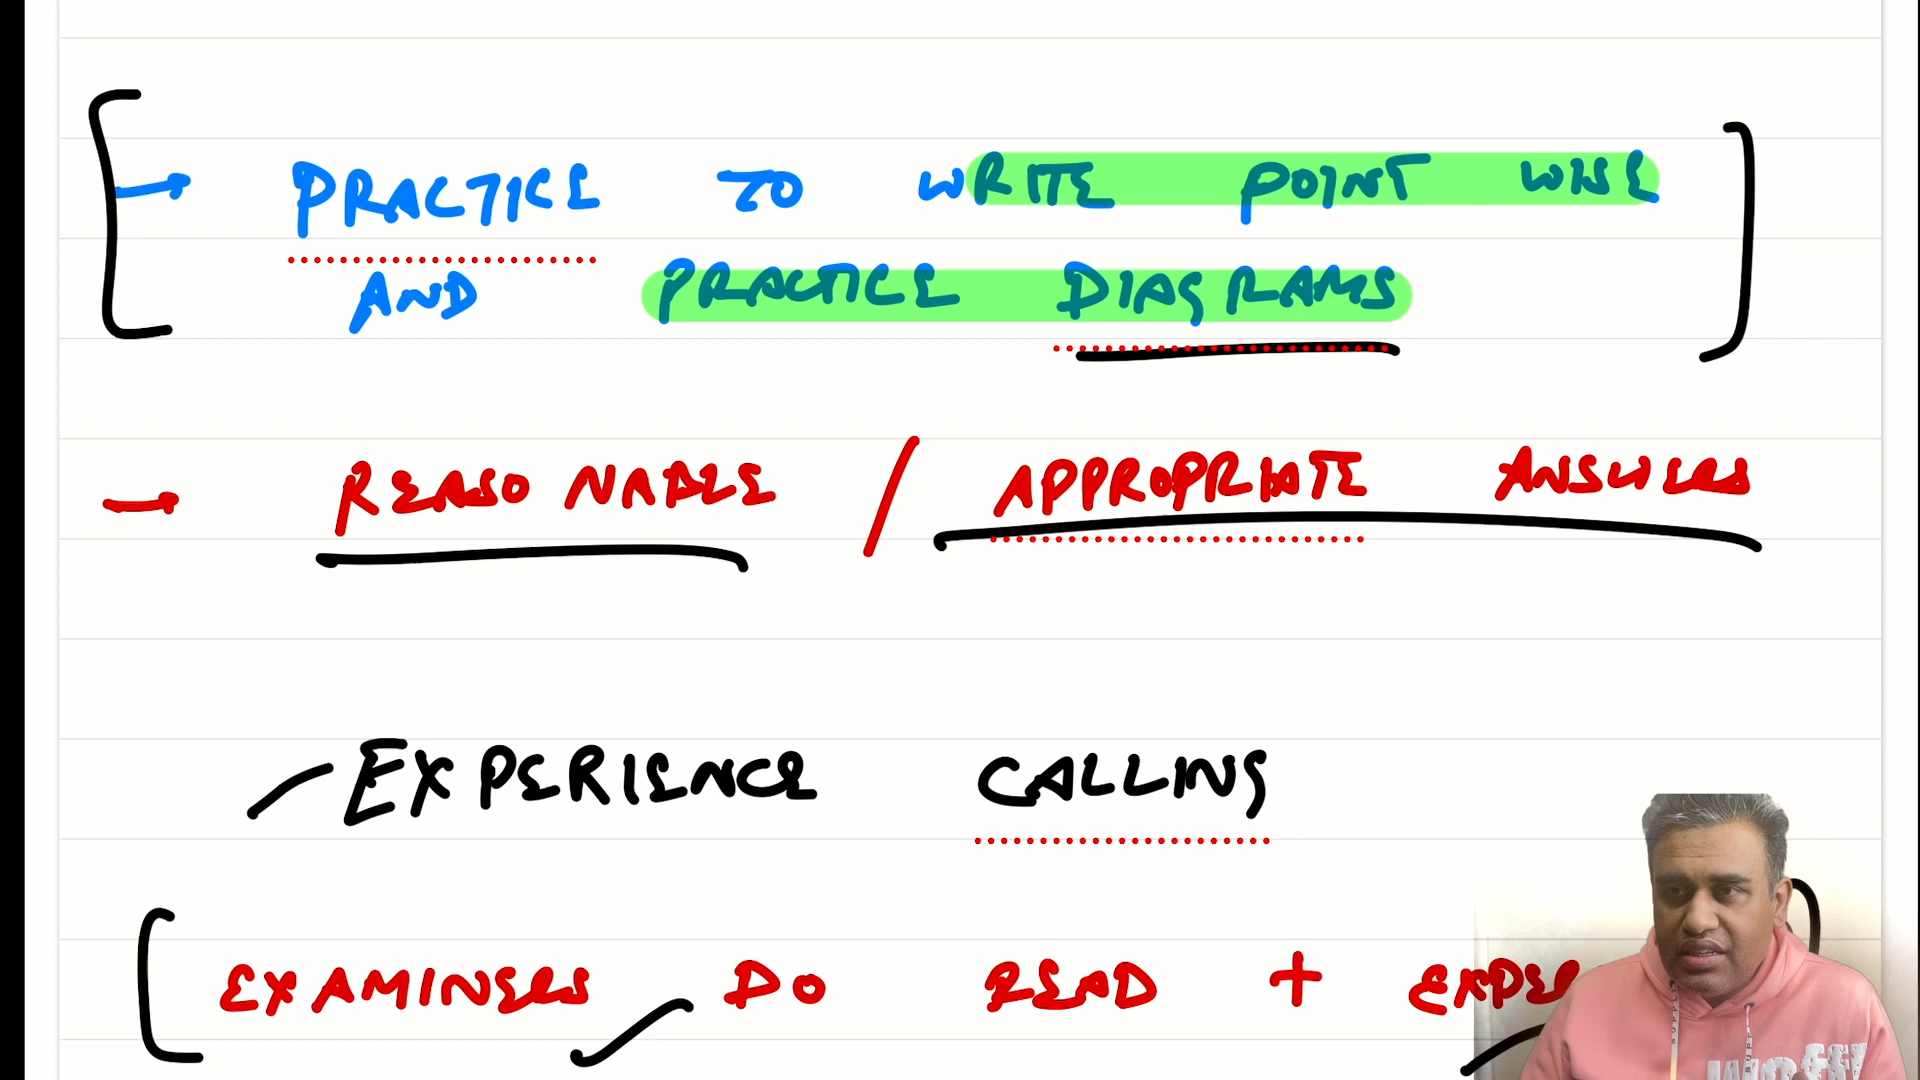 → PRACTICE TO WRITE POINT WISE
AND PRACTICE DIAGRAMS
→ REASONABLE / APPROPRIATE ANSWERS
EXPERIENCE CALLING
EXAMINERS DO READ +